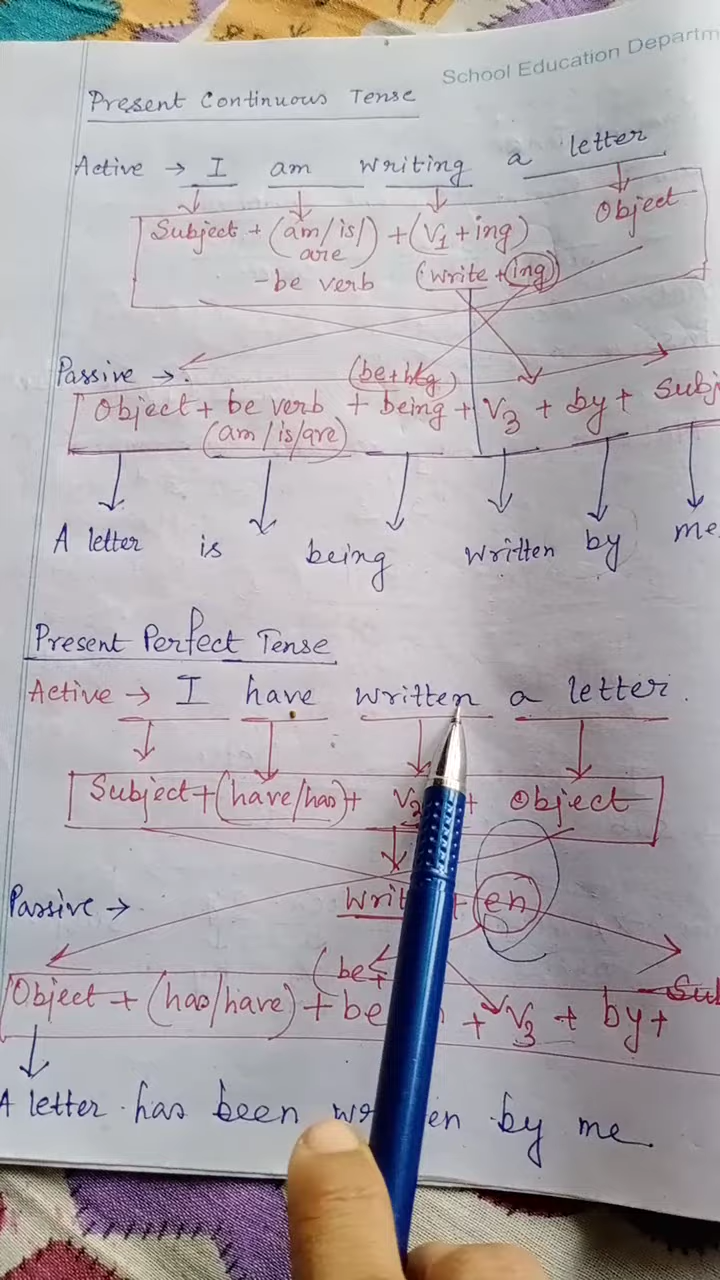 School Education Departm
Present Continuous Tense
Active → I am writing a letter
Subject + (am/is/are) + (V1 + ing) Object
- be verb (write + ing)
Passive →
Object + be verb + being + V3 + by + Subj
(am/is/are)
A letter is being written by me
Present Perfect Tense
Active → I have written a letter.
Subject + (have/has) + Object
en
Passive →
(be+
Object + (has/have) + + V3 + by + Sub
A letter has been by me.